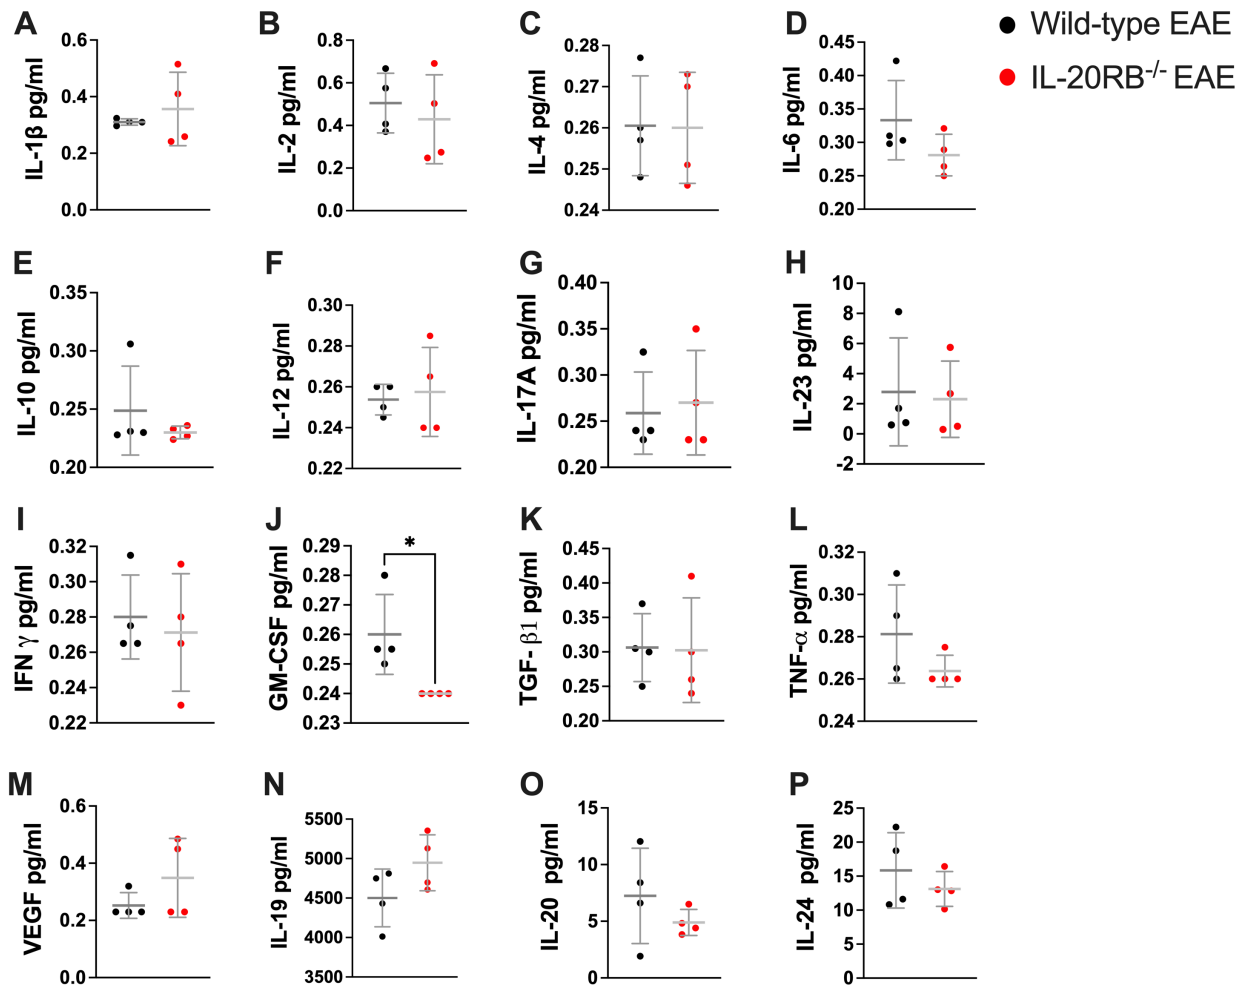 A
IL-1β pg/ml
0.6
0.4
0.2
0.0
B
IL-2 pg/ml
0.8
0.6
0.4
0.2
0.0
C
IL-4 pg/ml
0.28
0.27
0.26
0.25
0.24
D
IL-6 pg/ml
0.45
0.40
0.35
0.30
0.25
0.20
Wild-type EAE
IL-20RB-/- EAE
E
IL-10 pg/ml
0.35
0.30
0.25
0.20
F
IL-12 pg/ml
0.30
0.28
0.26
0.24
0.22
G
IL-17A pg/ml
0.40
0.35
0.30
0.25
0.20
H
IL-23 pg/ml
10
8
6
4
2
0
-2
I
IFN γ pg/ml
0.32
0.30
0.28
0.26
0.24
0.22
J
GM-CSF pg/ml
0.29
0.28
0.27
0.26
0.25
0.24
0.23
*
K
TGF- β1 pg/ml
0.45
0.40
0.35
0.30
0.25
0.20
L
TNF-α pg/ml
0.32
0.30
0.28
0.26
0.24
M
VEGF pg/ml
0.6
0.4
0.2
0.0
N
IL-19 pg/ml
5500
5000
4500
4000
3500
O
IL-20 pg/ml
15
10
5
0
P
IL-24 pg/ml
25
20
15
10
5
0